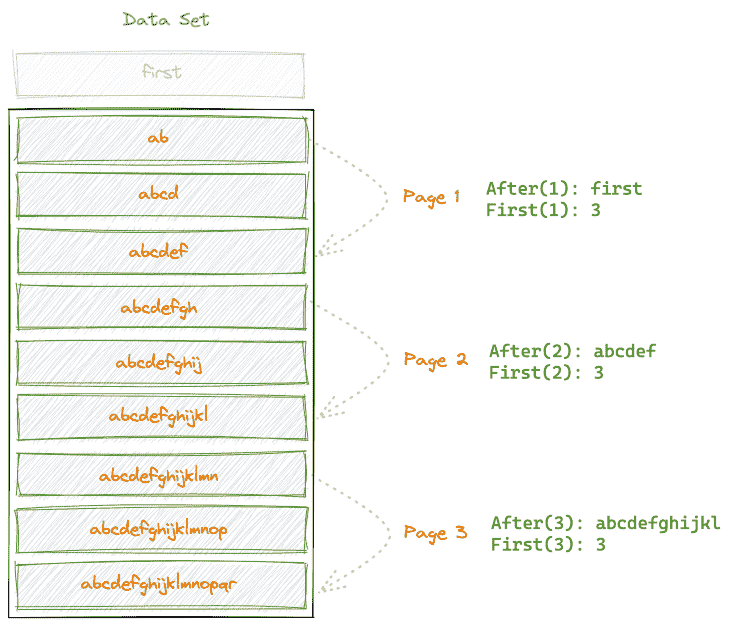 Data Set
first
ab
abcd
abcdef
abcdefgh
abcdefghij
abcdefghijkl
abcdefghijklmn
abcdefghijklmnop
abcdefghijklmnopqr
Page 1
After(1): first
First(1): 3
Page 2
After(2): abcdef
First(2): 3
Page 3
After(3): abcdefghijkl
First(3): 3